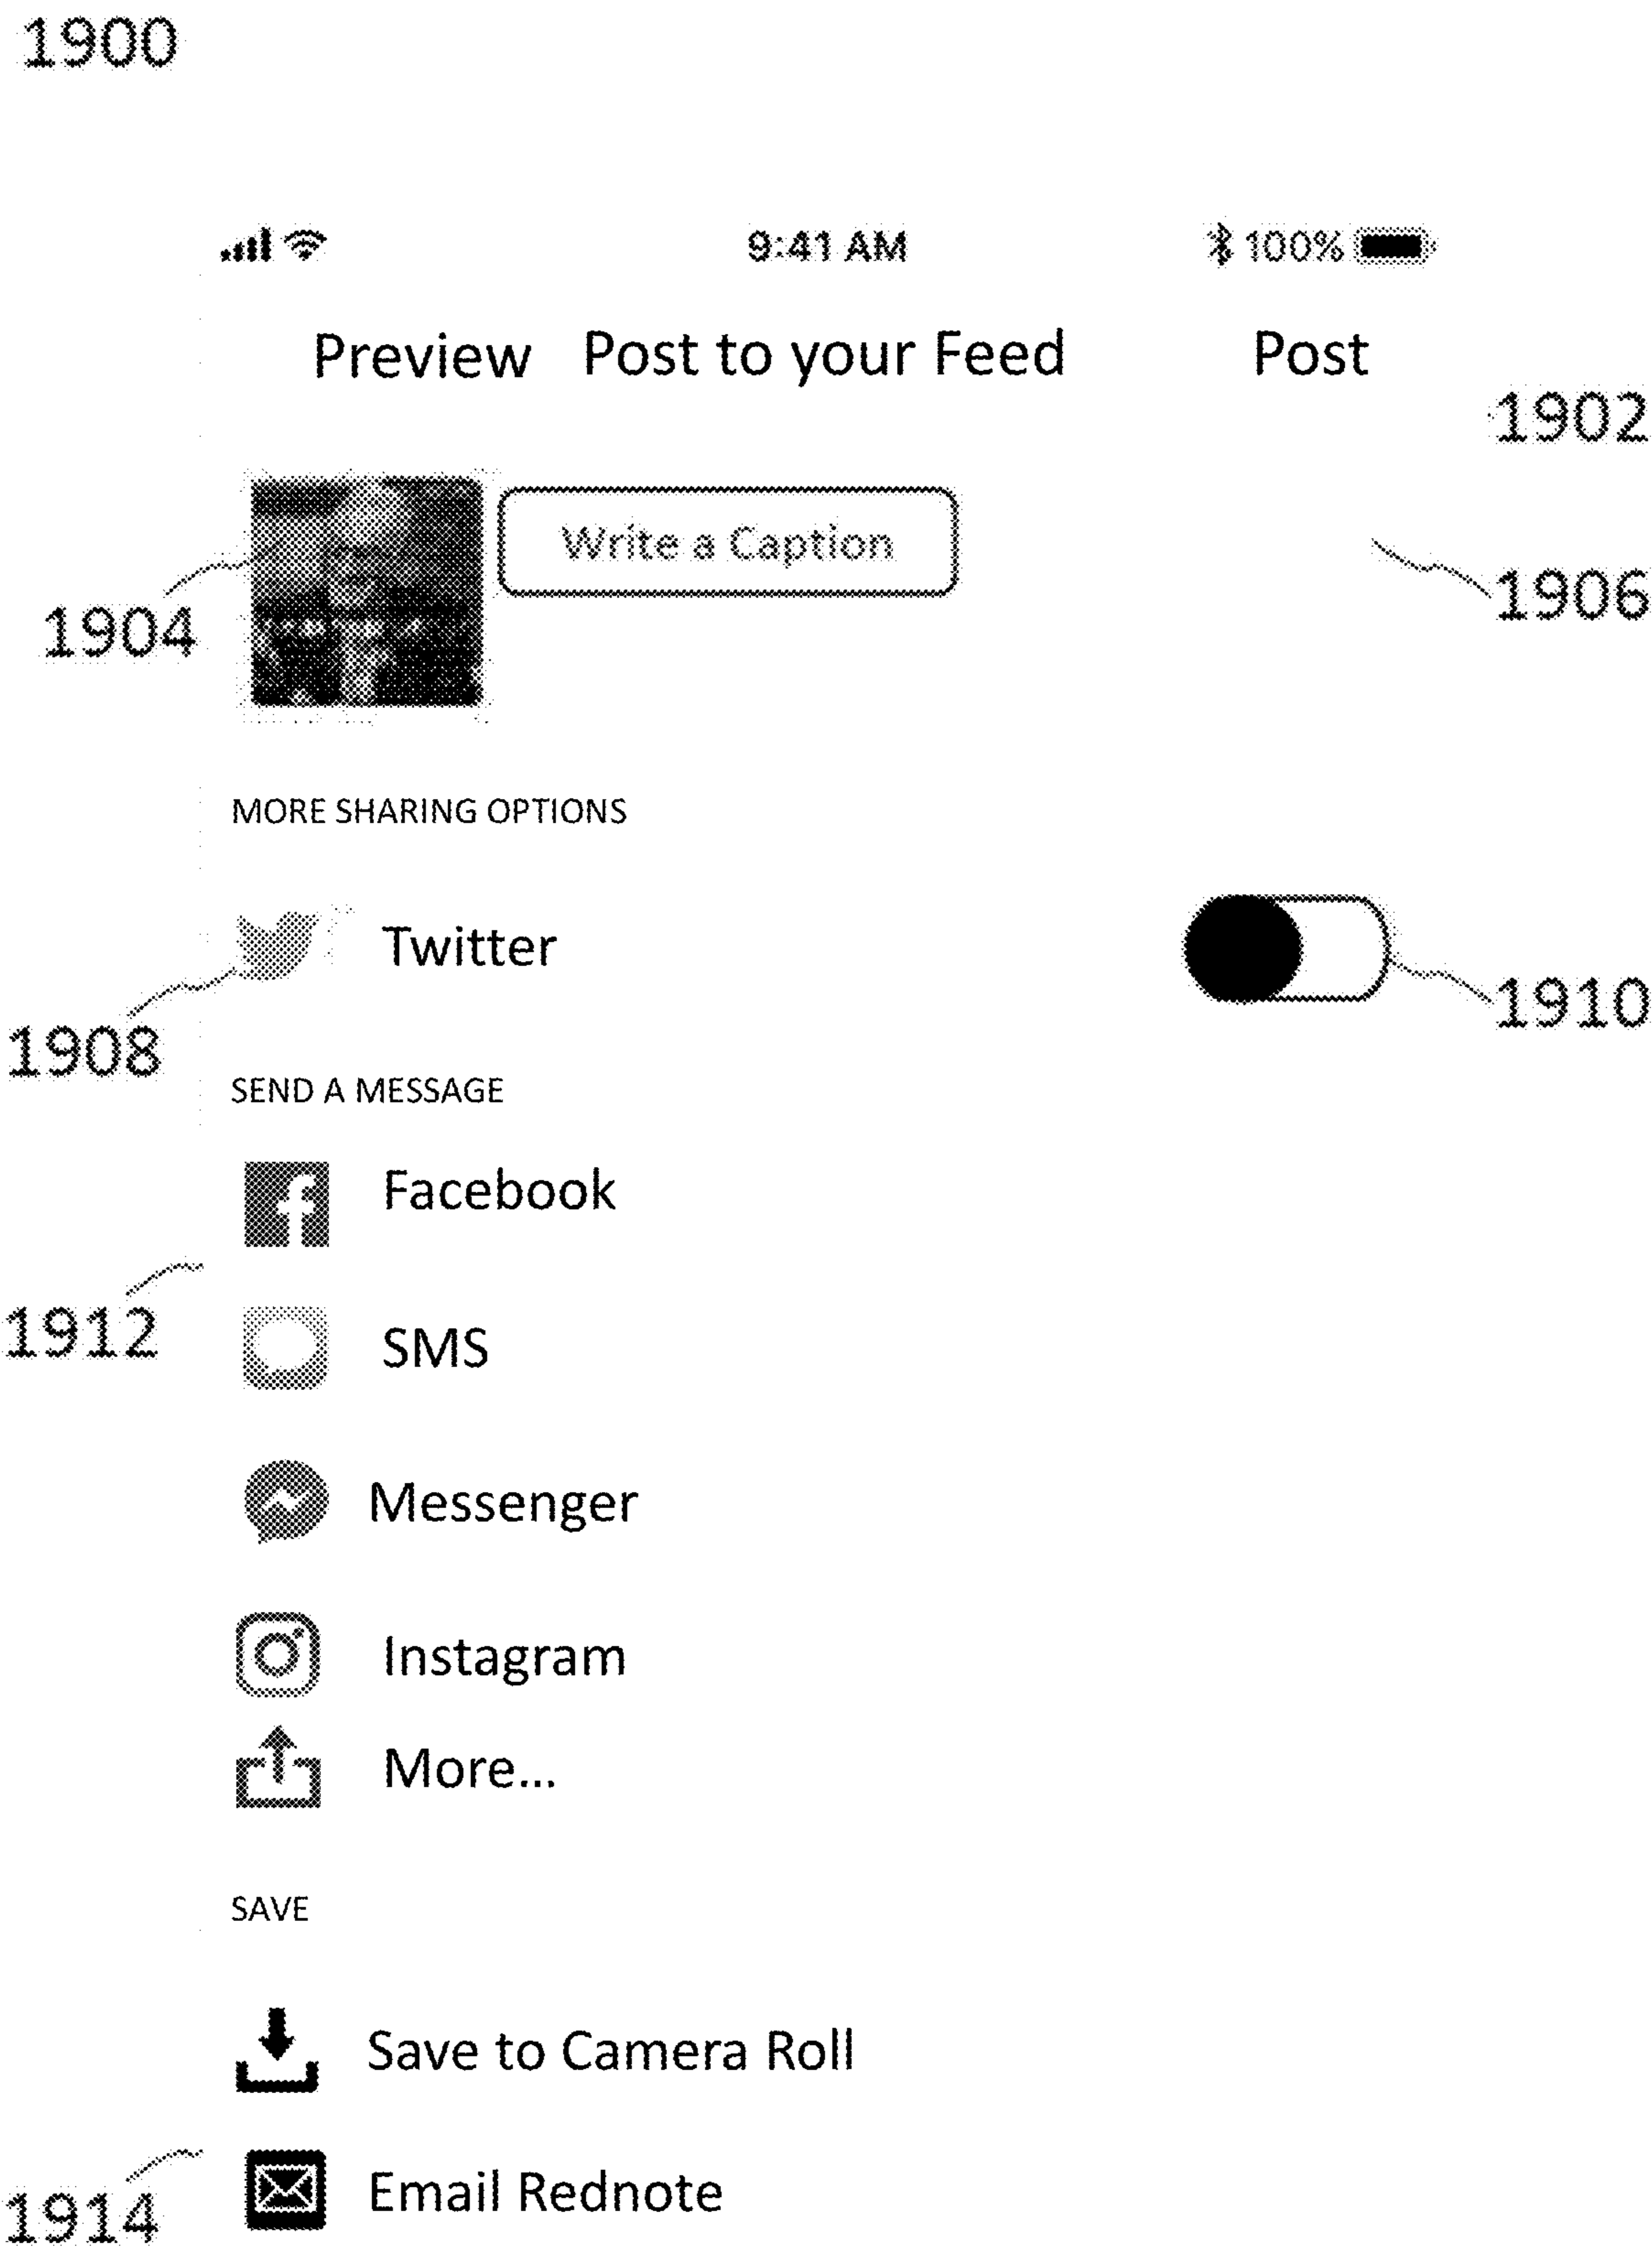 1900
9:41 AM 100%
Preview Post to your Feed Post
1902
Write a Caption
1906
1904
MORE SHARING OPTIONS
Twitter
1910
1908
SEND A MESSAGE
Facebook
1912
SMS
Messenger
Instagram
More...
SAVE
Save to Camera Roll
Email Rednote
1914